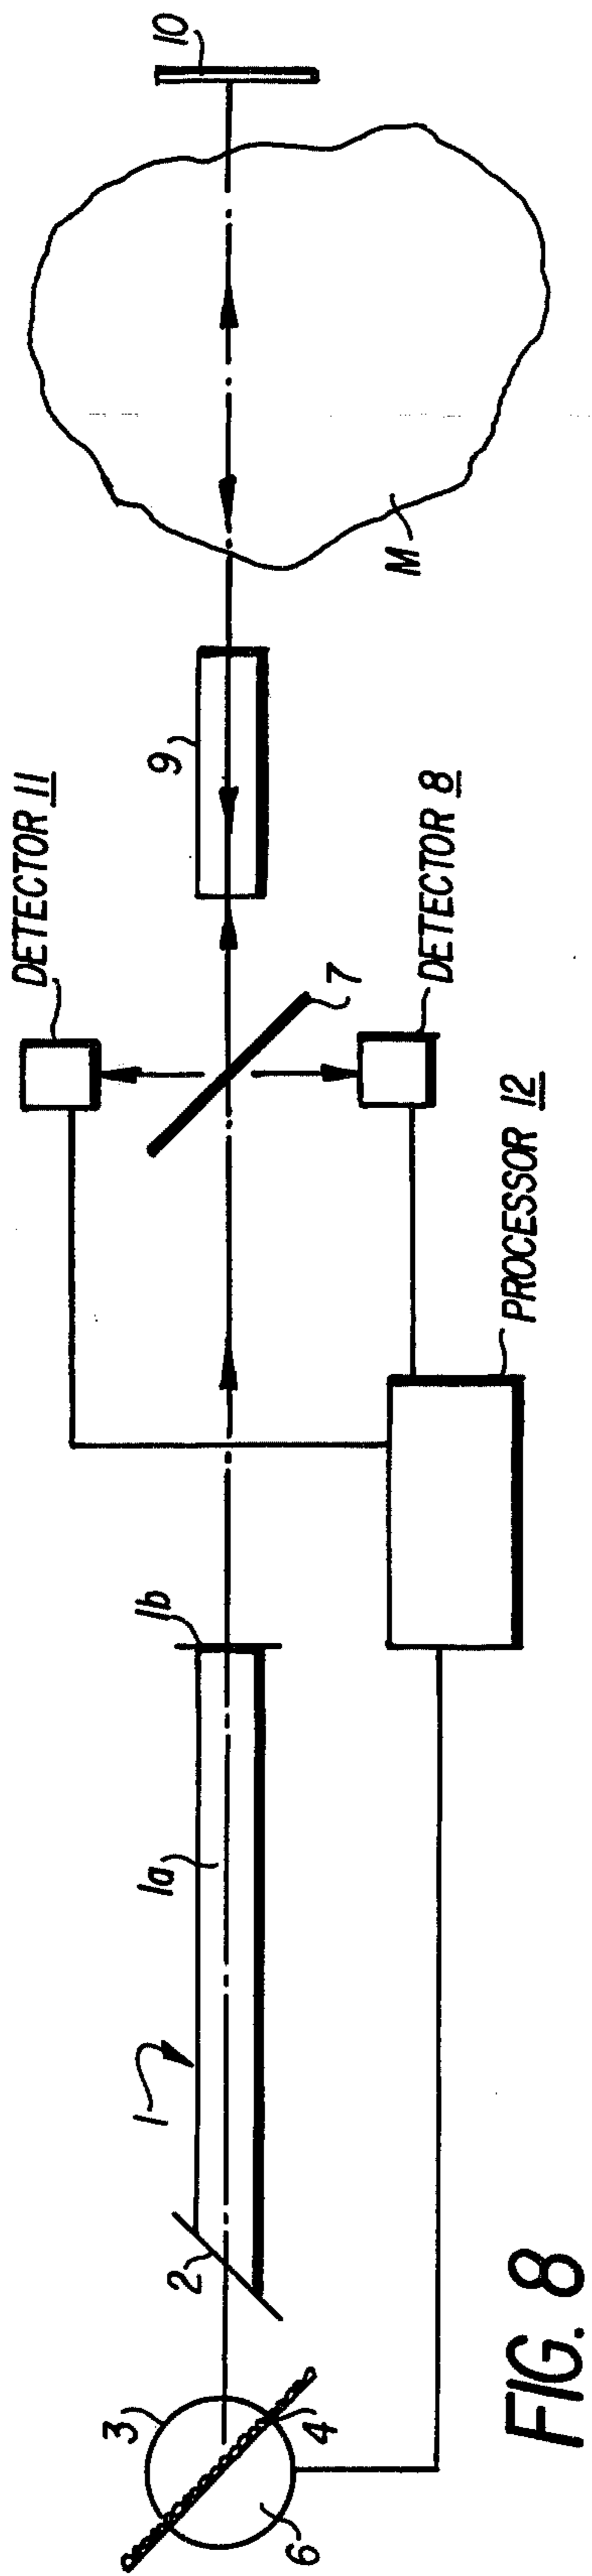 10
M
9
DETECTOR 11
DETECTOR 8
7
PROCESSOR 12
1b
1a
1
2
3
4
6
FIG. 8